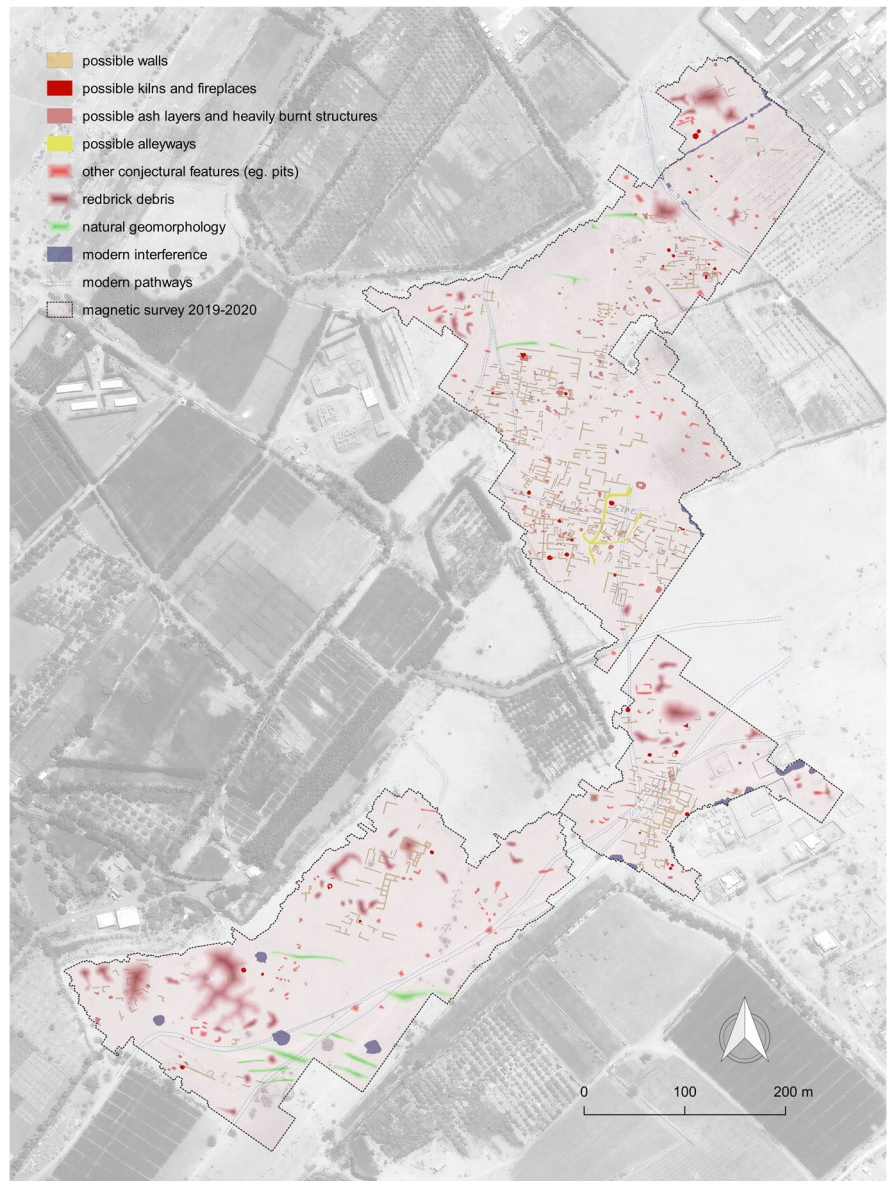 possible walls
possible kilns and fireplaces
possible ash layers and heavily burnt structures
possible alleyways
other conjectural features (eg. pits)
redbrick debris
natural geomorphology
modern interference
modern pathways
magnetic survey 2019-2020
0 100 200 m